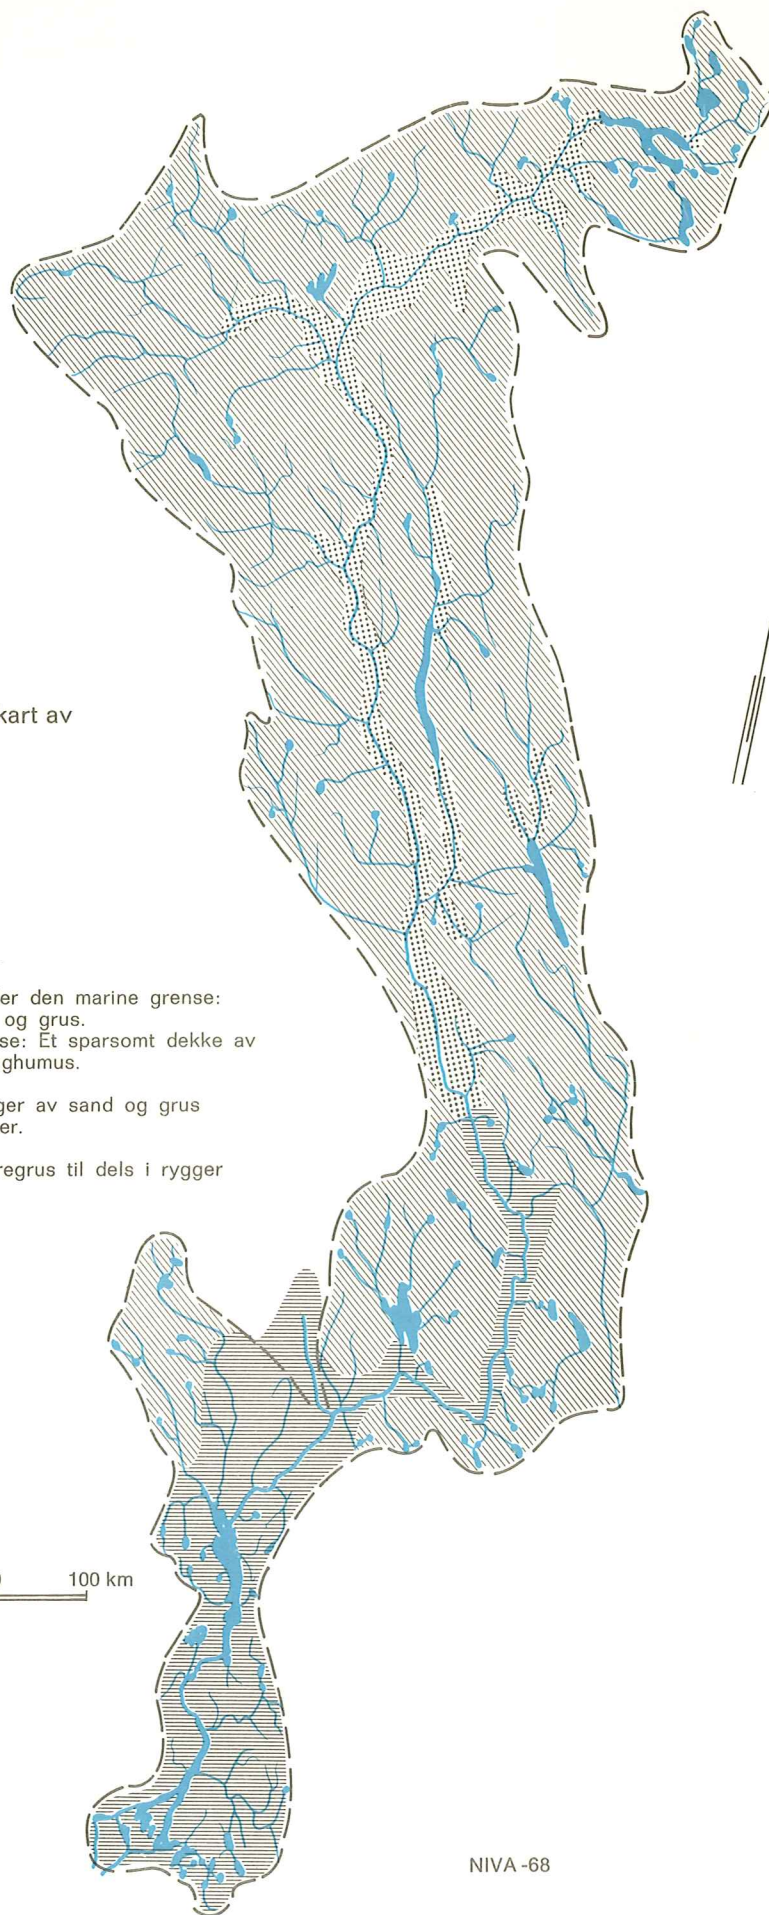 kart av
er den marine grense:
og grus.
se: Et sparsomt dekke av
ghumus.
ger av sand og grus
er.
regrus til dels i rygger
100 km
NIVA -68